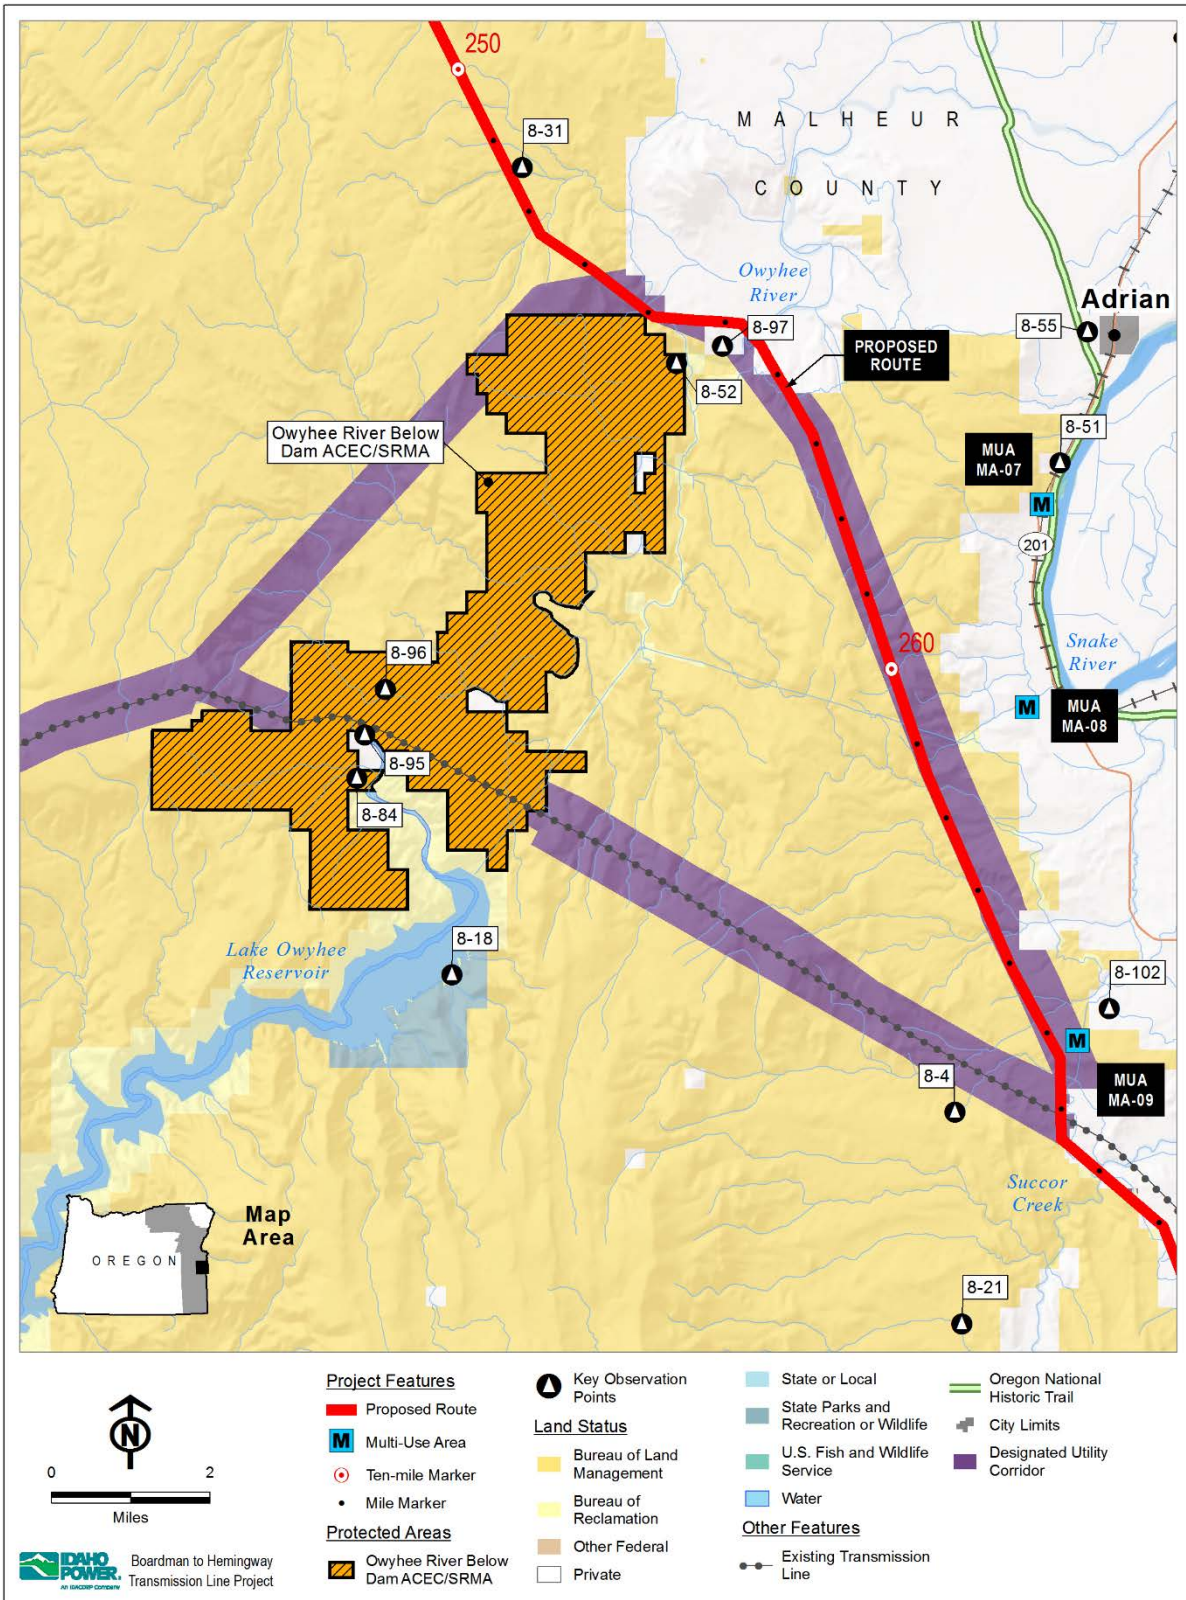 250
8-31
MALHEUR
COUNTY
Owyhee
River
Adrian
8-55
8-97
PROPOSED
ROUTE
8-52
8-51
Owyhee River Below
Dam ACEC/SRMA
MUA
MA-07
M
201
260
Snake
River
8-96
M
MUA
MA-08
8-95
8-84
Lake Owyhee
Reservoir
8-18
8-102
M
8-4
MUA
MA-09
Succor
Creek
Map
Area
OREGON
8-21
N
0 2
Miles
IDAHO
POWER.
An IDACORP Company
Boardman to Hemingway
Transmission Line Project
Project Features
Proposed Route
M Multi-Use Area
Ten-mile Marker
Mile Marker
Protected Areas
Owyhee River Below
Dam ACEC/SRMA
Key Observation
Points
Land Status
Bureau of Land
Management
Bureau of
Reclamation
Other Federal
Private
State or Local
State Parks and
Recreation or Wildlife
U.S. Fish and Wildlife
Service
Water
Other Features
Existing Transmission
Line
Oregon National
Historic Trail
City Limits
Designated Utility
Corridor